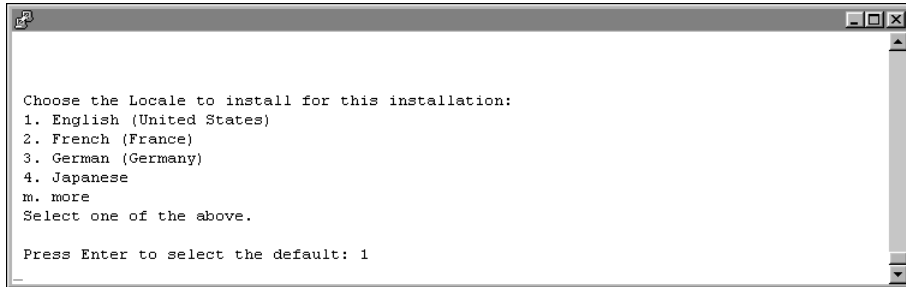 Choose the Locale to install for this installation:
1. English (United States)
2. French (France)
3. German (Germany)
4. Japanese
m. more
Select one of the above.
Press Enter to select the default: 1